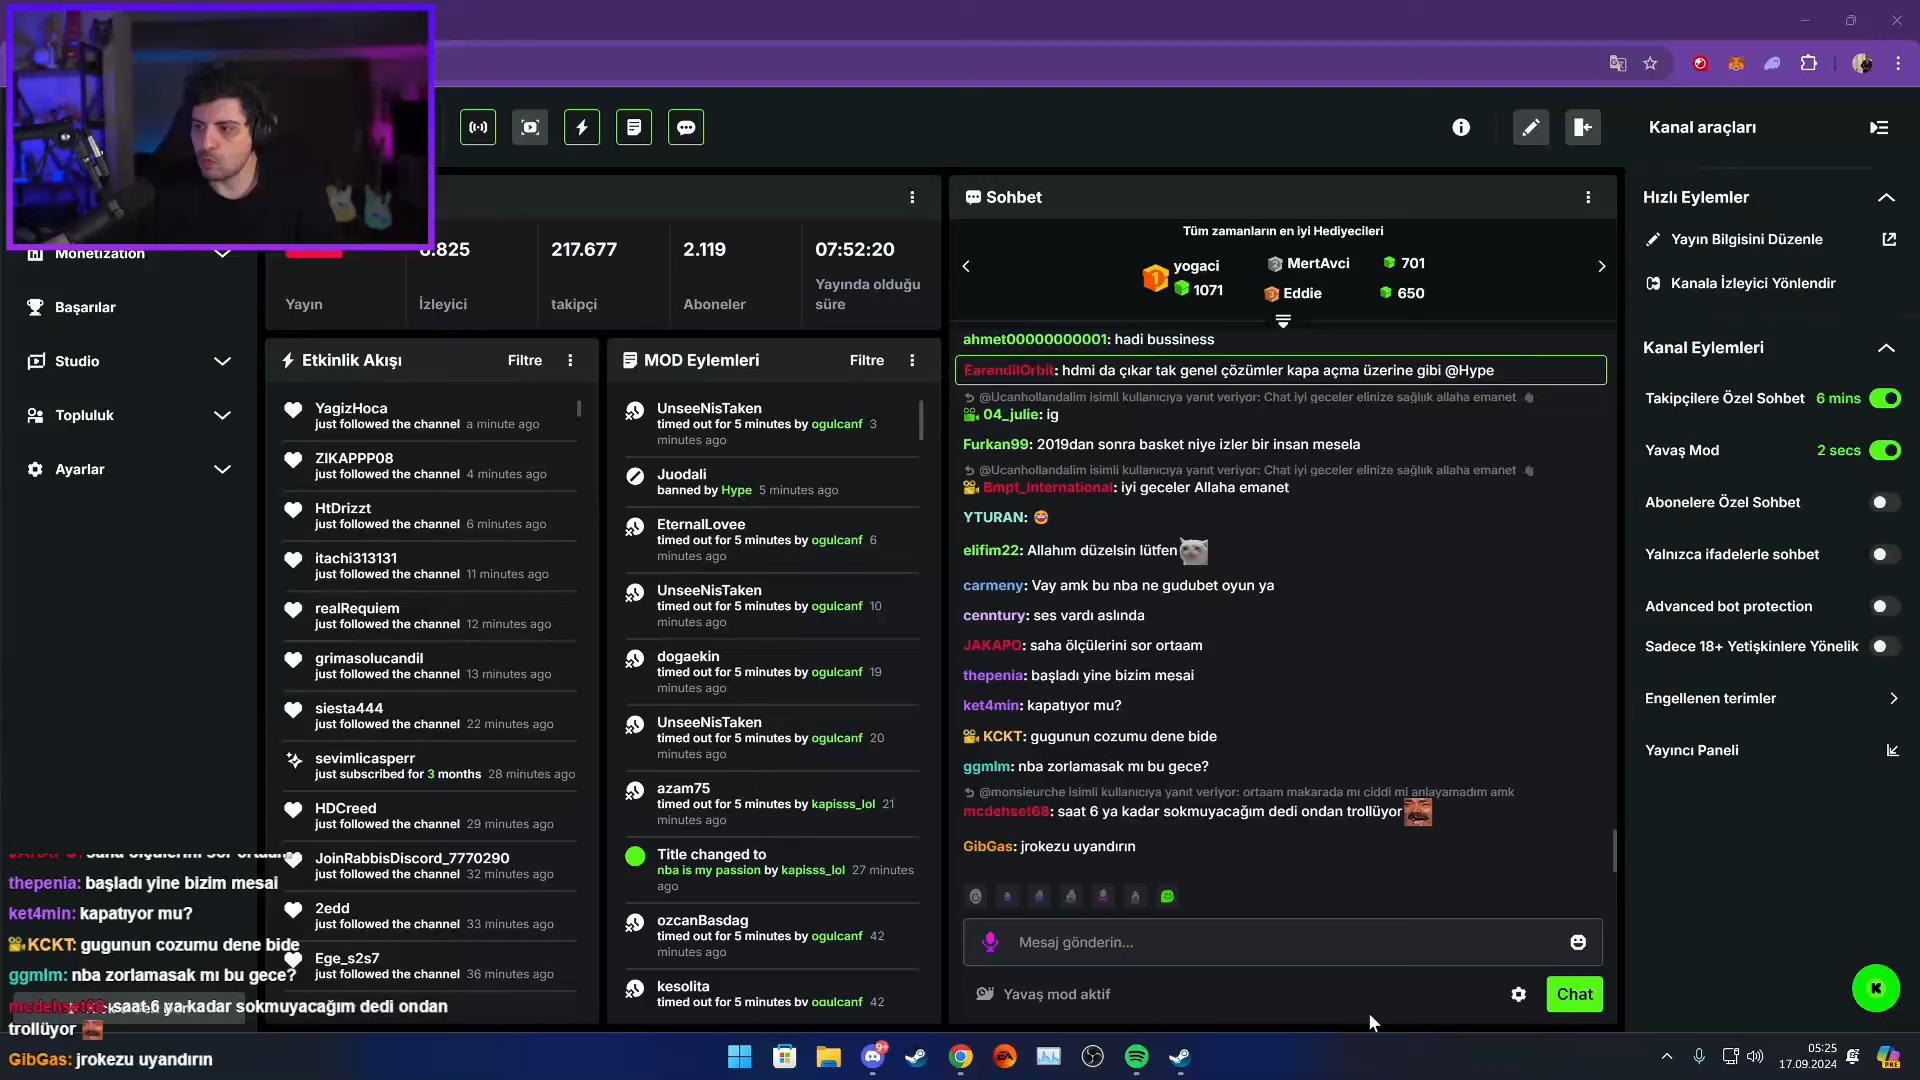 Kanal araçları
Sohbet
Tüm zamanların en iyi Hediyecileri
yogaci
1071
MertAvci 701
Eddie 650
Monetization
Başarılar
Studio
Topluluk
Ayarlar
Yayın
6.825
İzleyici
217.677
takipçi
2.119
Aboneler
07:52:20
Yayında olduğu
süre
Etkinlik Akışı
Filtre
YagizHoca
just followed the channel a minute ago
ZIKAPPP08
just followed the channel 4 minutes ago
HtDrizzt
just followed the channel 6 minutes ago
itachi313131
just followed the channel 11 minutes ago
realRequiem
just followed the channel 12 minutes ago
grimasolucandil
just followed the channel 13 minutes ago
siesta444
just followed the channel 22 minutes ago
sevimlicasperr
just subscribed for 3 months 28 minutes ago
HDCreed
just followed the channel 29 minutes ago
JoinRabbisDiscord_7770290
just followed the channel 32 minutes ago
2edd
just followed the channel 33 minutes ago
Ege_s2s7
just followed the channel 36 minutes ago
MOD Eylemleri
Filtre
UnseeNisTaken
timed out for 5 minutes by ogulcanf 3
minutes ago
Juodali
banned by Hype 5 minutes ago
EternalLovee
timed out for 5 minutes by ogulcanf 6
minutes ago
UnseeNisTaken
timed out for 5 minutes by ogulcanf 10
minutes ago
dogaekin
timed out for 5 minutes by ogulcanf 19
minutes ago
UnseeNisTaken
timed out for 5 minutes by ogulcanf 20
minutes ago
azam75
timed out for 5 minutes by kapisss_lol 21
minutes ago
Title changed to
nba is my passion by kapisss_lol 27 minutes
ago
ozcanBasdag
timed out for 5 minutes by ogulcanf 42
minutes ago
kesolita
timed out for 5 minutes by ogulcanf 42
ahmet00000000001: hadi bussiness
EarendilOrbit: hdmi da çıkar tak genel çözümler kapa açma üzerine gibi @Hype
@Ucanhollandalim isimli kullanıcıya yanıt veriyor: Chat iyi geceler elinize sağlık allaha emanet
04_julie: ig
Furkan99: 2019dan sonra basket niye izler bir insan mesela
@Ucanhollandalim isimli kullanıcıya yanıt veriyor: Chat iyi geceler elinize sağlık allaha emanet
Bmpt_International: iyi geceler Allaha emanet
YTURAN: 😂
elifim22: Allahım düzelsin lütfen
carmeny: Vay amk bu nba ne gudubet oyun ya
cenntury: ses vardı aslında
JAKAPO: saha ölçülerini sor ortaam
thepenia: başladı yine bizim mesai
ket4min: kapatıyor mu?
KCKT: gugunun cozumu dene bide
ggmlm: nba zorlamasak mı bu gece?
@monsieurche isimli kullanıcıya yanıt veriyor: ortaam makarada mı ciddi mi anlayamadım amk
mcdehset68: saat 6 ya kadar sokmuyacağım dedi ondan trollüyor
GibGas: jrokezu uyandırın
Mesaj gönderin...
Yavaş mod aktif
Chat
Hızlı Eylemler
Yayın Bilgisini Düzenle
Kanala İzleyici Yönlendir
Kanal Eylemleri
Takipçilere Özel Sohbet 6 mins
Yavaş Mod 2 secs
Abonelere Özel Sohbet
Yalnızca ifadelerle sohbet
Advanced bot protection
Sadece 18+ Yetişkinlere Yönelik
Engellenen terimler
Yayıncı Paneli
K
JAKAPO: saha ölçülerini sor ortaam
thepenia: başladı yine bizim mesai
ket4min: kapatıyor mu?
KCKT: gugunun cozumu dene bide
ggmlm: nba zorlamasak mı bu gece?
mcdehset68: saat 6 ya kadar sokmuyacağım dedi ondan
trollüyor
GibGas: jrokezu uyandırın
9+
EA
05:25
17.09.2024
PRE